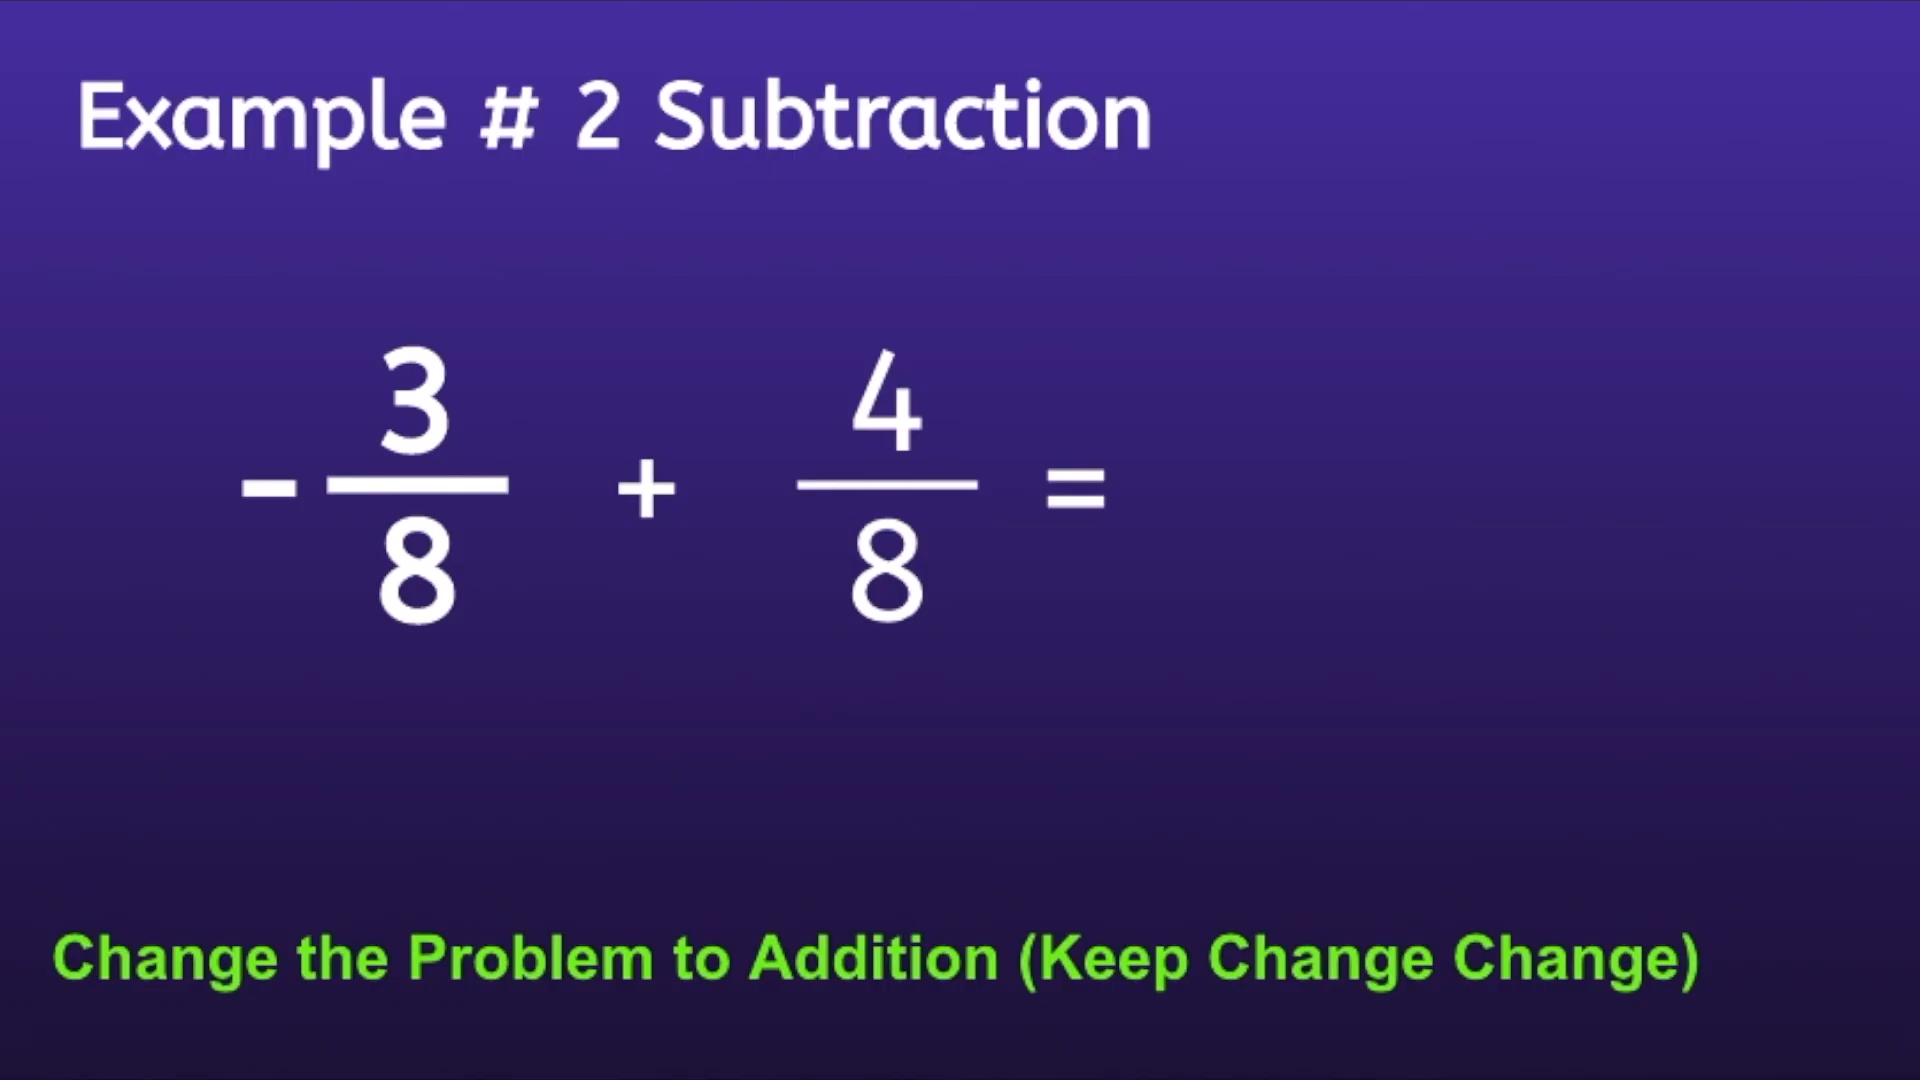 Example # 2 Subtraction
- 3/8 + 4/8 =
Change the Problem to Addition (Keep Change Change)